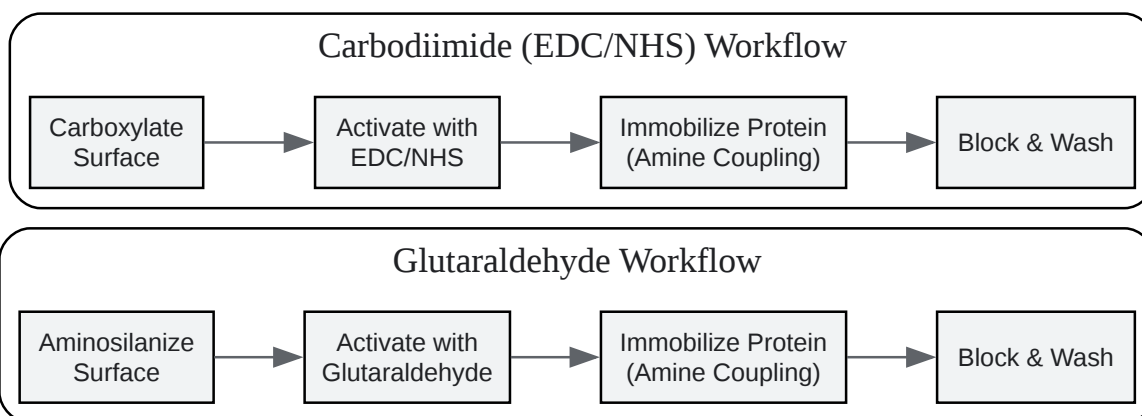 Carbodiimide (EDC/NHS) Workflow
Carboxylate
Surface
Activate with
EDC/NHS
Immobilize Protein
(Amine Coupling)
Block & Wash
Glutaraldehyde Workflow
Aminosilanize
Surface
Activate with
Glutaraldehyde
Immobilize Protein
(Amine Coupling)
Block & Wash